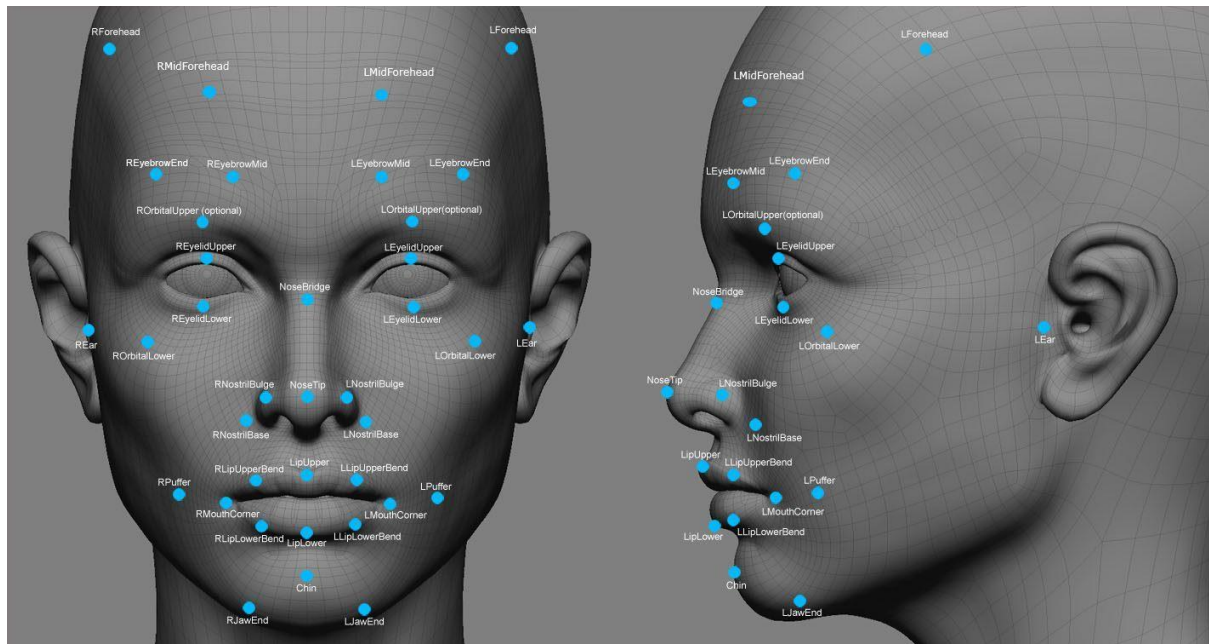 RForehead
LForehead
RMidForehead
LMidForehead
REyebrowEnd
REyebrowMid
LEyebrowMid
LEyebrowEnd
ROrbitalUpper (optional)
LOrbitalUpper(optional)
REyelidUpper
LEyelidUpper
NoseBridge
REyelidLower
LEyelidLower
REar
LEar
ROrbitalLower
LOrbitalLower
RNostrilBulge
NoseTip
LNostrilBulge
RNostrilBase
LNostrilBase
RLipUpperBend
LipUpper
LLipUpperBend
RPuffer
LPuffer
RMouthCorner
LMouthCorner
RLipLowerBend
LipLower
LLipLowerBend
Chin
RJawEnd
LJawEnd
LForehead
LMidForehead
LEyebrowEnd
LEyebrowMid
LOrbitalUpper(optional)
LEyelidUpper
NoseBridge
LEyelidLower
LOrbitalLower
LEar
NoseTip
LNostrilBulge
LNostrilBase
LipUpper
LLipUpperBend
LPuffer
LMouthCorner
LipLower
LLipLowerBend
Chin
LJawEnd